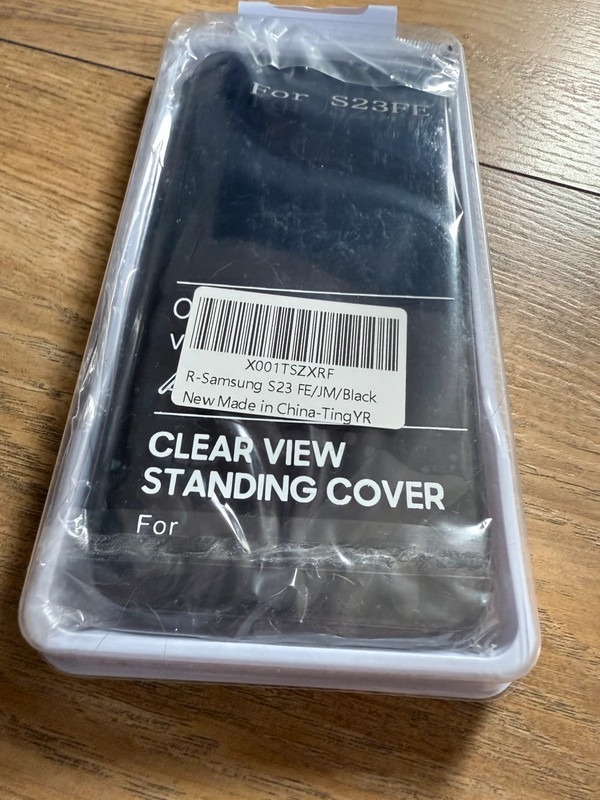 For S23FE
X001TSZXRF
R-Samsung S23 FE/JM/Black
New Made in China-TingYR
CLEAR VIEW
STANDING COVER
For